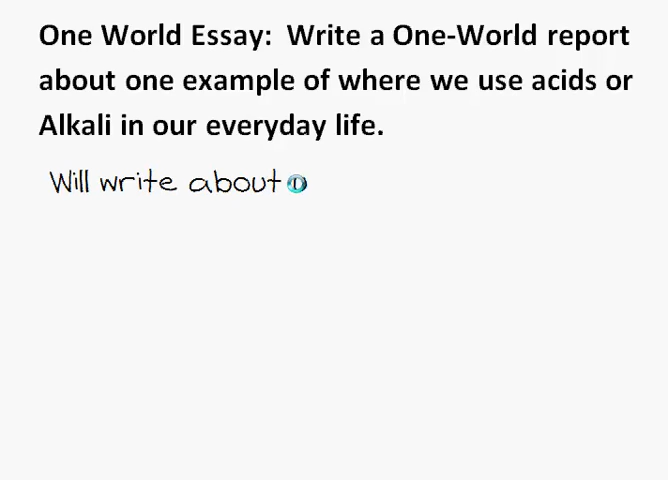 One World Essay: Write a One-World report
about one example of where we use acids or
Alkali in our everyday life.
Will write about